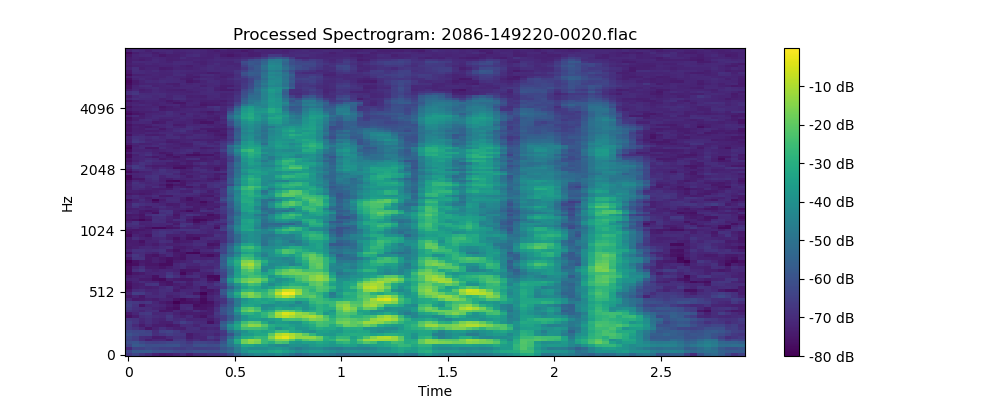 Processed Spectrogram: 2086-149220-0020.flac
Hz
4096
2048
1024
512
0
0
0.5
1
1.5
2
2.5
Time
-10 dB
-20 dB
-30 dB
-40 dB
-50 dB
-60 dB
-70 dB
-80 dB